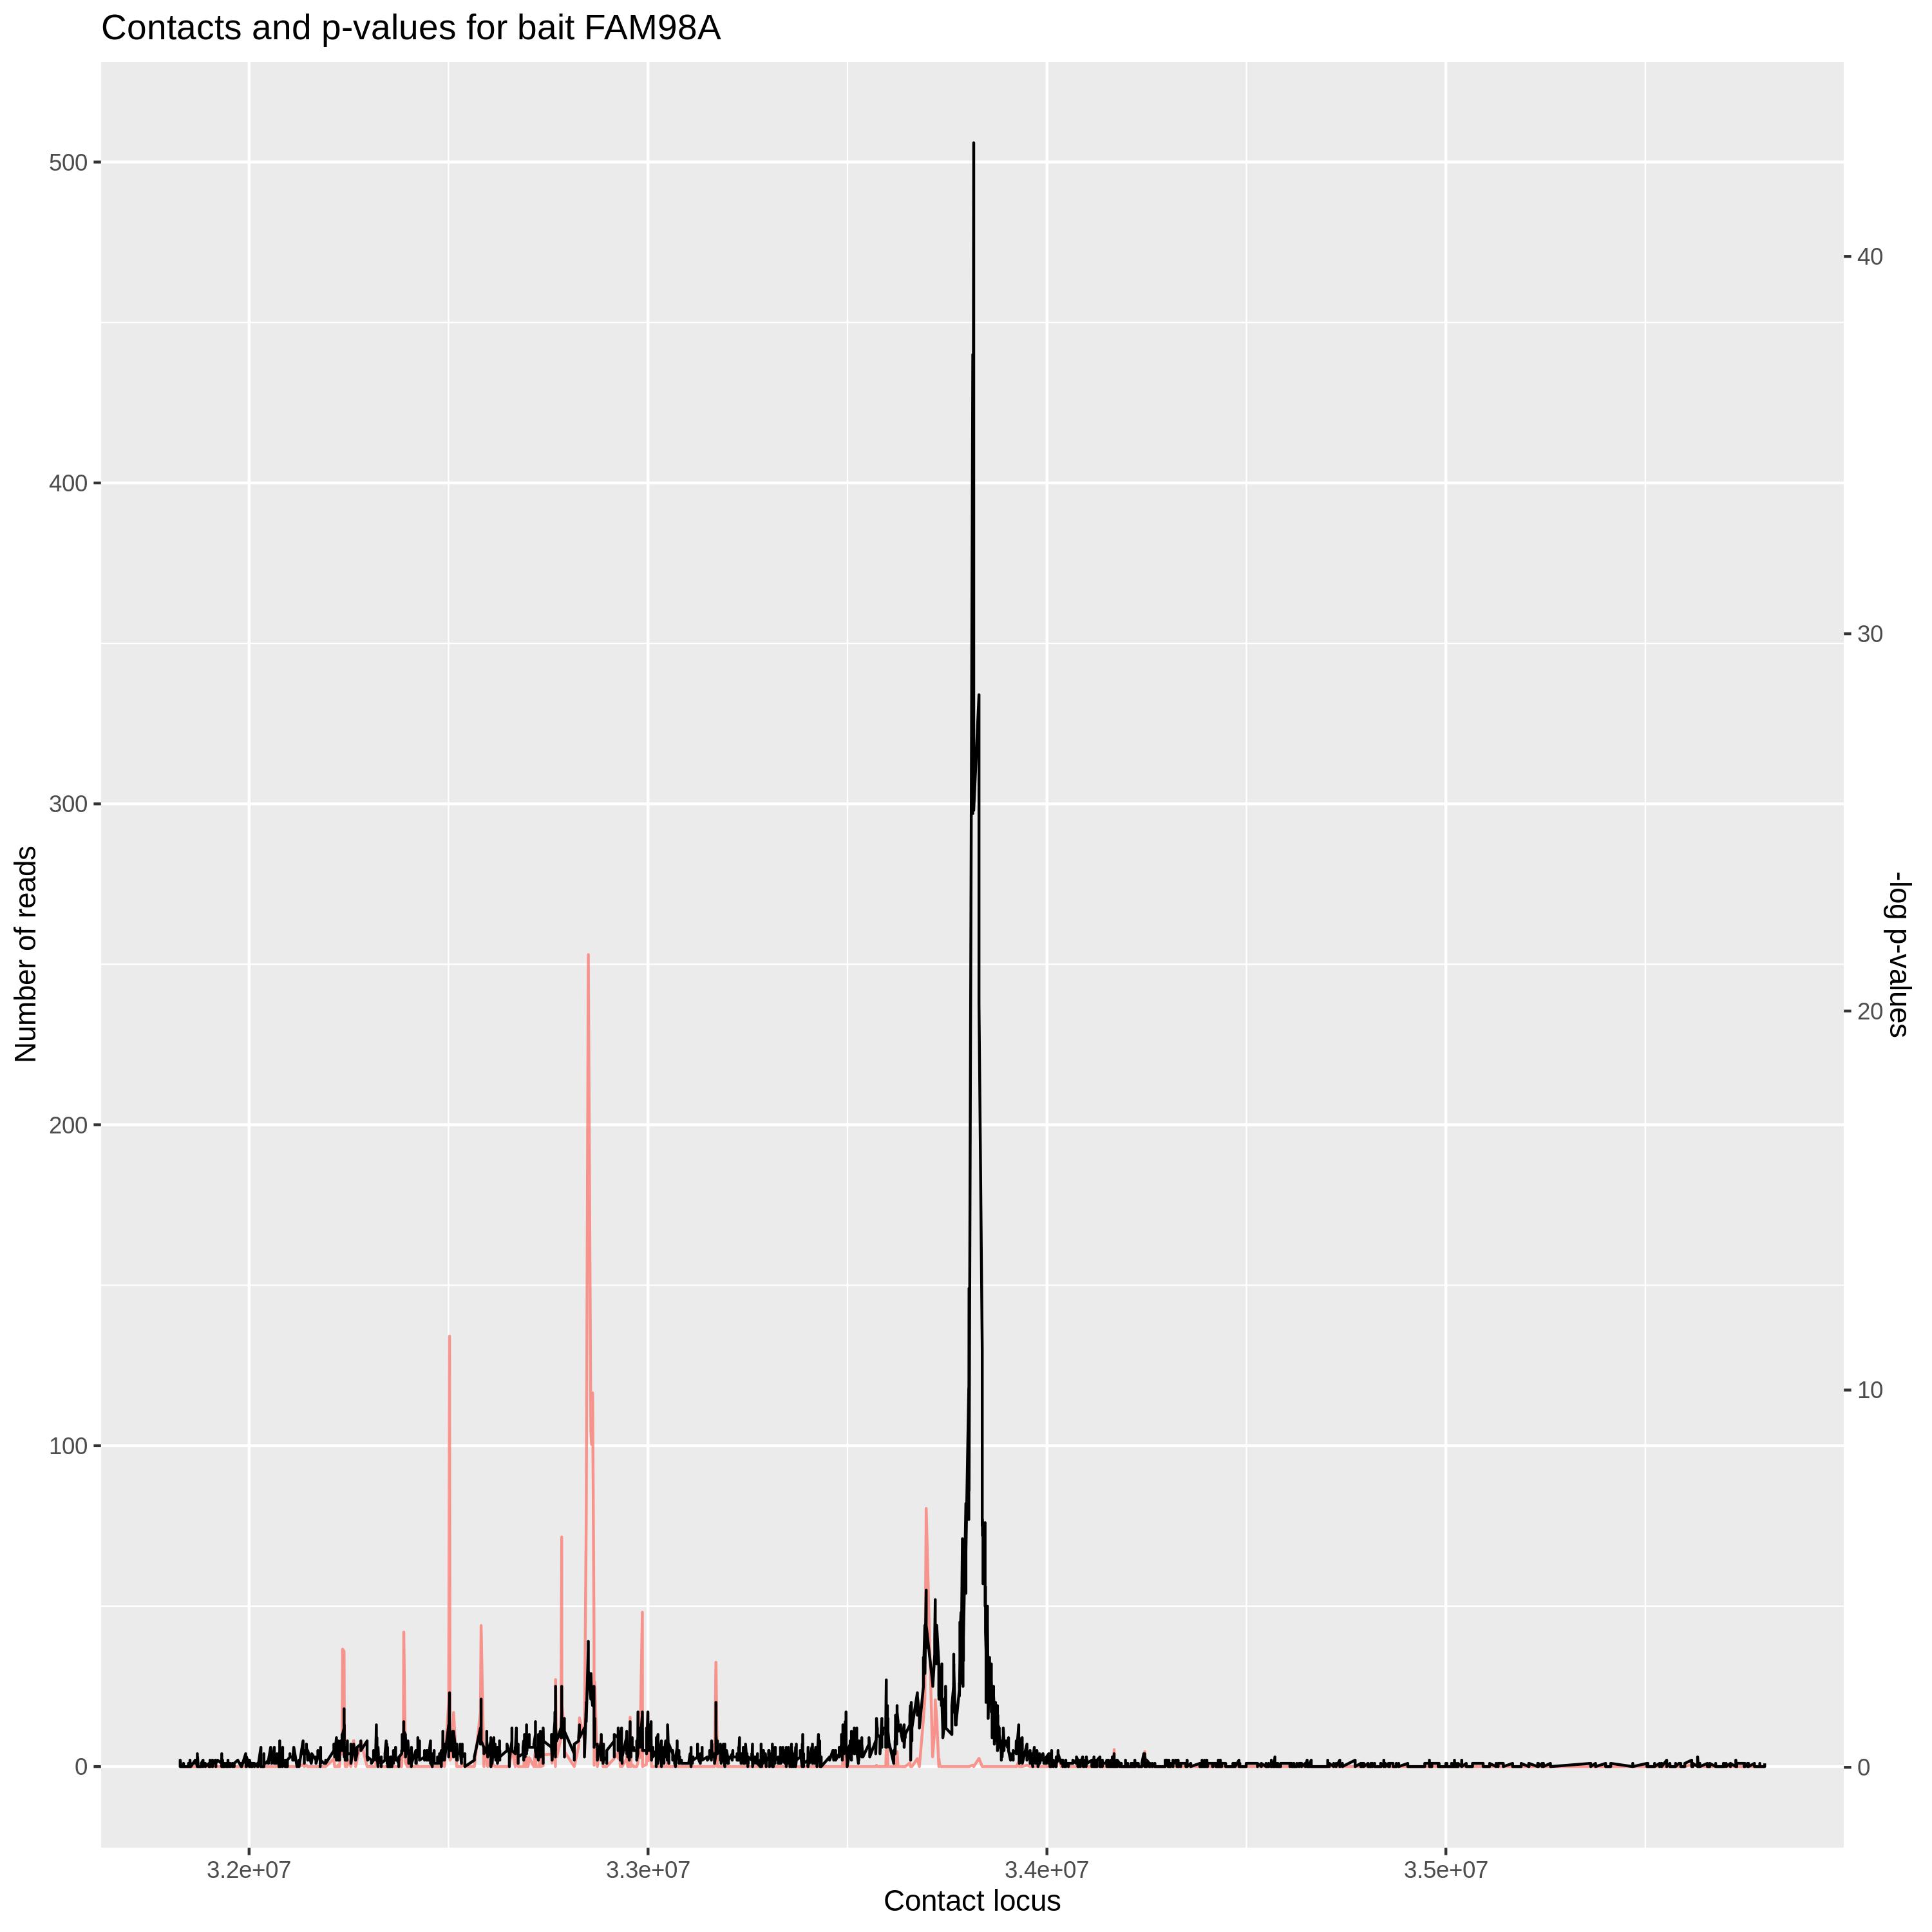 Contacts and p-values for bait FAM98A
500
400
300
200
100
0
Number of reads
40
30
20
10
0
-log p-values
3.2e+07 3.3e+07 3.4e+07 3.5e+07
Contact locus